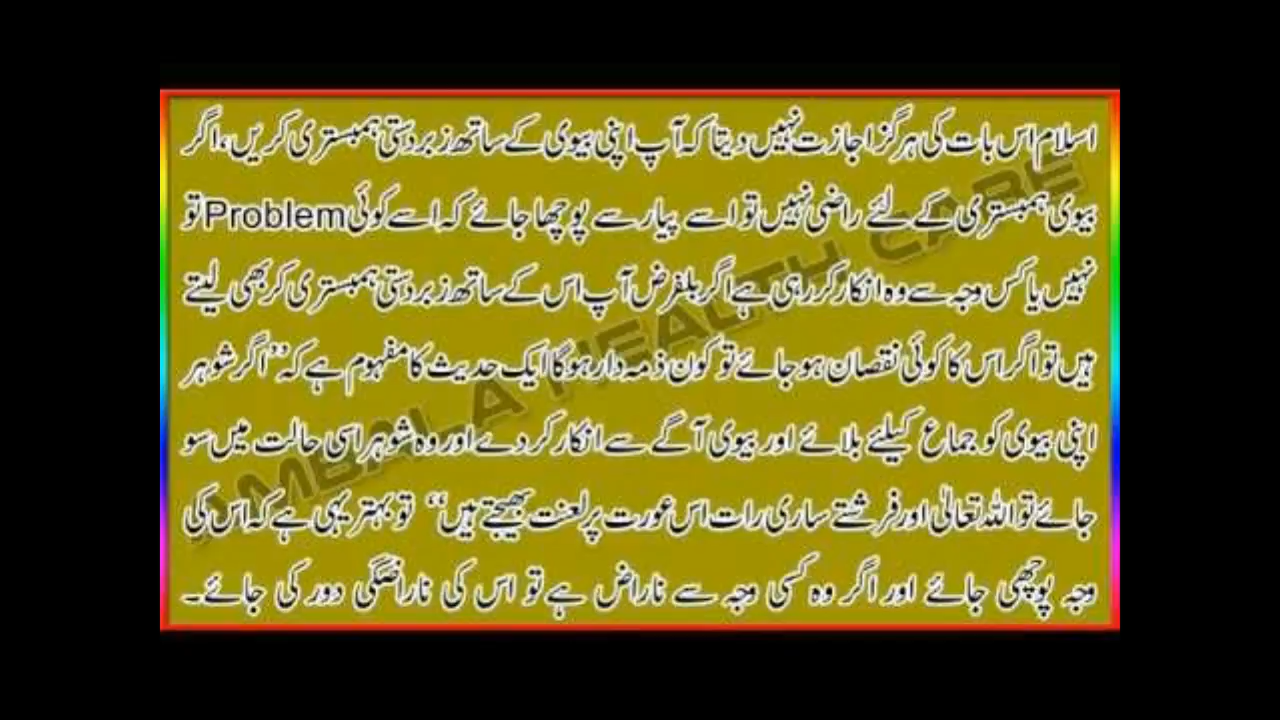 اسلام اس بات کی ہرگز اجازت نہیں دیتا کہ آپ اپنی بیوی کے ساتھ زبردستی ہمبستری کریں، اگر
بیوی ہمبستری کے لئے راضی نہیں تو اسے پیار سے پوچھا جائے کہ اسے کوئی Problem تو
نہیں یا کس وجہ سے وہ انکار کر رہی ہے اگر بلفرض آپ اس کے ساتھ زبردستی ہمبستری کر بھی لیتے
ہیں تو اگر اس کا کوئی نقصان ہو جائے تو کون ذمہ دار ہوگا ایک حدیث کا مفہوم ہے کہ ”اگر شوہر
اپنی بیوی کو جماع کیلئے بلائے اور بیوی آگے سے انکار کر دے اور وہ شوہر اسی حالت میں سو
جائے تو اللہ تعالیٰ اور فرشتے ساری رات اس عورت پر لعنت بھیجتے ہیں“ تو بہتر یہی ہے کہ اس کی
وجہ پوچھی جائے اور اگر وہ کسی وجہ سے ناراض ہے تو اس کی ناراضگی دور کی جائے۔
AMBALA HEALTH CARE